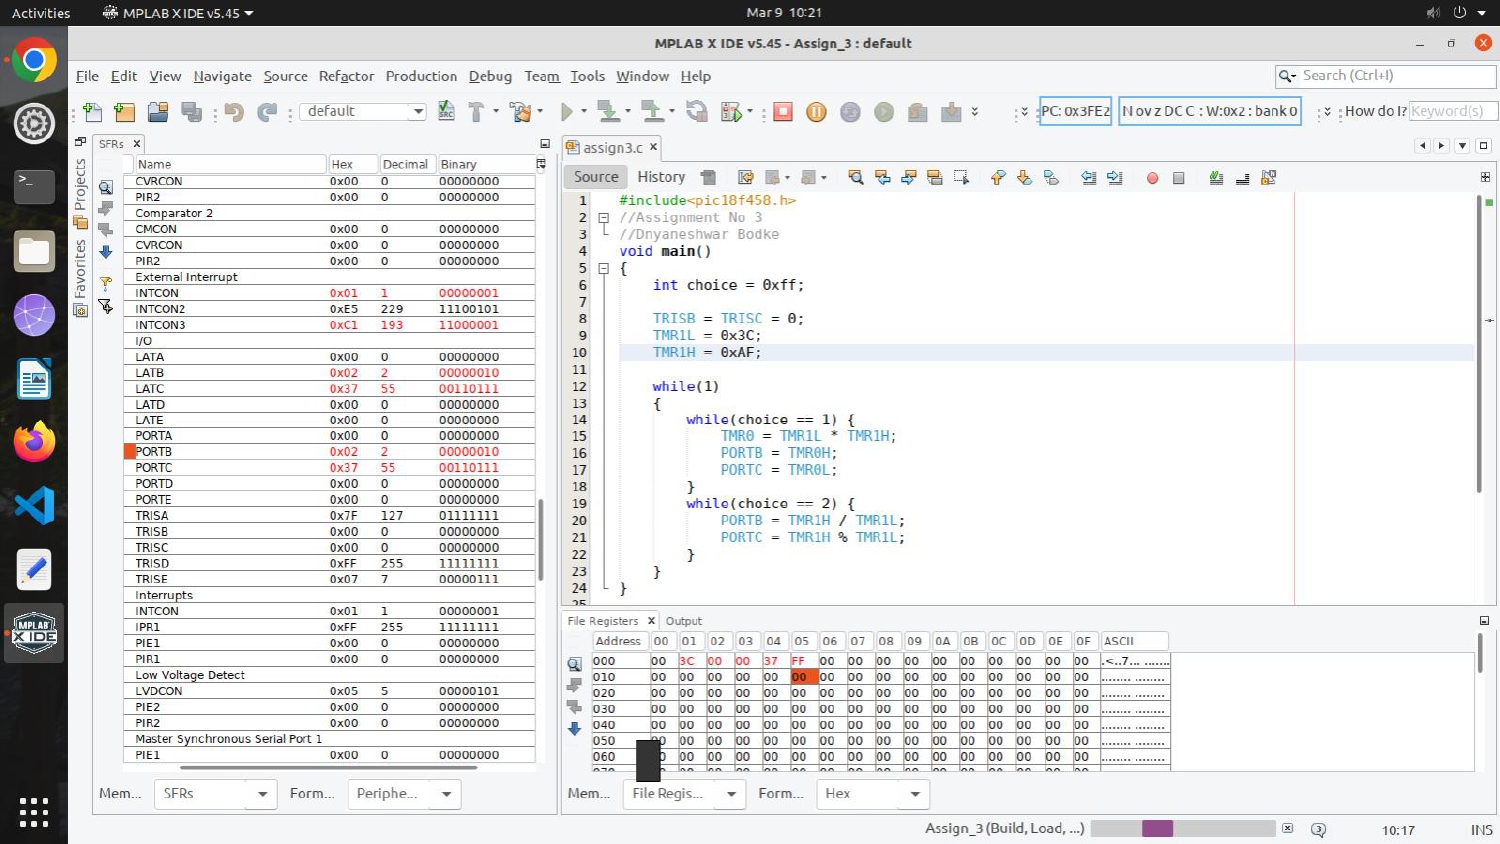 Activities MPLAB X IDE v5.45 Mar 9 10:21
MPLAB X IDE v5.45 - Assign_3 : default
File Edit View Navigate Source Refactor Production Debug Team Tools Window Help Search (Ctrl+I)
default PC: 0x3FE2 N ov z DC C : W:0x2 : bank 0 How do I? Keyword(s)
Projects
Favorites
SFRs
Name Hex Decimal Binary
CVRCON 0x00 0 00000000
PIR2 0x00 0 00000000
Comparator 2
CMCON 0x00 0 00000000
CVRCON 0x00 0 00000000
PIR2 0x00 0 00000000
External Interrupt
INTCON 0x01 1 00000001
INTCON2 0xE5 229 11100101
INTCON3 0xC1 193 11000001
I/O
LATA 0x00 0 00000000
LATB 0x02 2 00000010
LATC 0x37 55 00110111
LATD 0x00 0 00000000
LATE 0x00 0 00000000
PORTA 0x00 0 00000000
PORTB 0x02 2 00000010
PORTC 0x37 55 00110111
PORTD 0x00 0 00000000
PORTE 0x00 0 00000000
TRISA 0x7F 127 01111111
TRISB 0x00 0 00000000
TRISC 0x00 0 00000000
TRISD 0xFF 255 11111111
TRISE 0x07 7 00000111
Interrupts
INTCON 0x01 1 00000001
IPR1 0xFF 255 11111111
PIE1 0x00 0 00000000
PIR1 0x00 0 00000000
Low Voltage Detect
LVDCON 0x05 5 00000101
PIE2 0x00 0 00000000
PIR2 0x00 0 00000000
Master Synchronous Serial Port 1
PIE1 0x00 0 00000000
Mem... SFRs Form... Periphe...
assign3.c
Source History
1 #include<pic18f458.h>
2 //Assignment No 3
3 //Dnyaneshwar Bodke
4 void main()
5 {
6 int choice = 0xff;
7
8 TRISB = TRISC = 0;
9 TMR1L = 0x3C;
10 TMR1H = 0xAF;
11
12 while(1)
13 {
14 while(choice == 1) {
15 TMR0 = TMR1L * TMR1H;
16 PORTB = TMR0H;
17 PORTC = TMR0L;
18 }
19 while(choice == 2) {
20 PORTB = TMR1H / TMR1L;
21 PORTC = TMR1H % TMR1L;
22 }
23 }
24 }
25
File Registers Output
Address 00 01 02 03 04 05 06 07 08 09 0A 0B 0C 0D 0E 0F ASCII
000 00 3C 00 00 37 FF 00 00 00 00 00 00 00 00 00 00 .<..7... ........
010 00 00 00 00 00 00 00 00 00 00 00 00 00 00 00 00 ........ ........
020 00 00 00 00 00 00 00 00 00 00 00 00 00 00 00 00 ........ ........
030 00 00 00 00 00 00 00 00 00 00 00 00 00 00 00 00 ........ ........
040 00 00 00 00 00 00 00 00 00 00 00 00 00 00 00 00 ........ ........
050 00 00 00 00 00 00 00 00 00 00 00 00 00 00 00 ........ ........
060 00 00 00 00 00 00 00 00 00 00 00 00 00 00 00 ........ ........
Mem... File Regis... Form... Hex
Assign_3 (Build, Load, ...) 10:17 INS